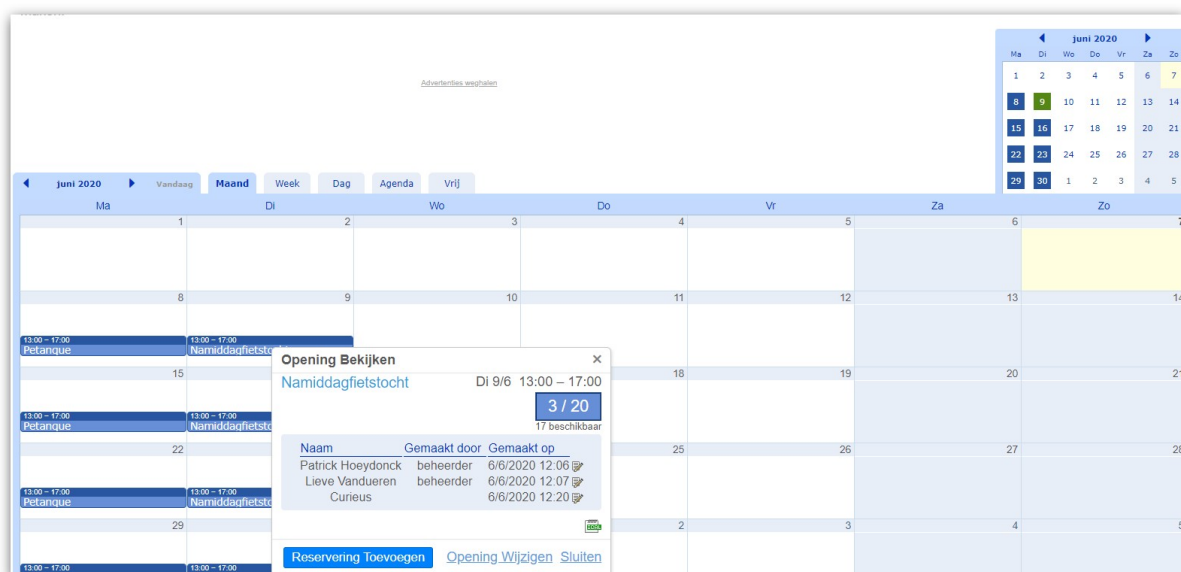 juni 2020
Ma Di Wo Do Vr Za Zo
1 2 3 4 5 6 7
8 9 10 11 12 13 14
15 16 17 18 19 20 21
22 23 24 25 26 27 28
29 30 1 2 3 4 5
Advertenties weghalen
juni 2020 Vandaag Maand Week Dag Agenda Vrij
Ma Di Wo Do Vr Za Zo
1 2 3 4 5 6 7
8 9 10 11 12 13 14
13:00 – 17:00 13:00 – 17:00
Petanque Namiddagfietstocht
15 18 19 20 21
13:00 – 17:00 13:00 – 17:00
Petanque Namiddagfietsto
22 25 26 27 28
13:00 – 17:00 13:00 – 17:00
Petanque Namiddagfietsto
29 2 3 4 5
13:00 – 17:00 13:00 – 17:00
Opening Bekijken ×
Namiddagfietstocht Di 9/6 13:00 – 17:00
3 / 20
17 beschikbaar
Naam Gemaakt door Gemaakt op
Patrick Hoeydonck beheerder 6/6/2020 12:06
Lieve Vandueren beheerder 6/6/2020 12:07
Curieus 6/6/2020 12:20
Reservering Toevoegen Opening Wijzigen Sluiten